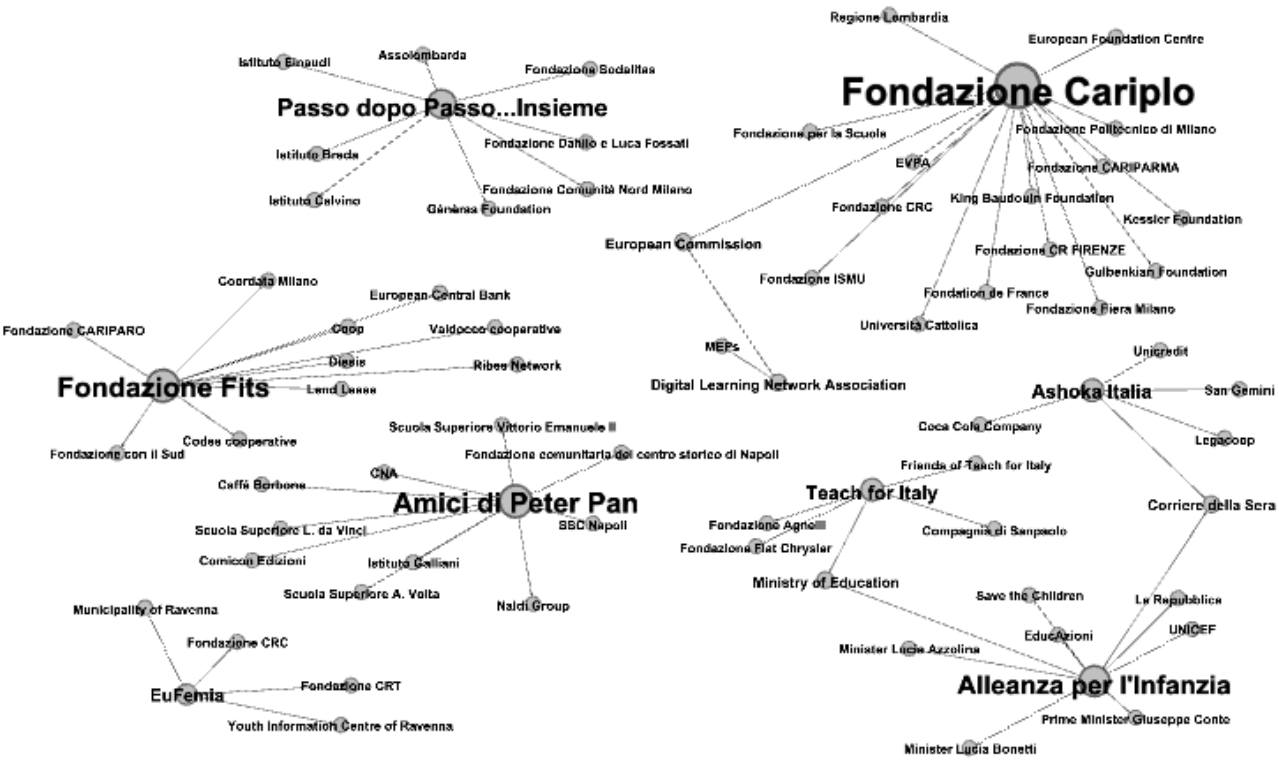 Regione Lombardia
European Foundation Centre
Fondazione Cariplo
Fondazione per la Scuola
Fondazione Politecnico di Milano
EVPA
Fondazione CARIPARMA
Fondazione CRC
King Baudouin Foundation
Kessler Foundation
European Commission
Fondazione CR FIRENZE
Fondazione ISMU
Gulbenkian Foundation
Fondation de France
Fondazione Fiera Milano
Università Cattolica
MEPs
Digital Learning Network Association
Istituto Einaudi
Assolombarda
Fondazione Sodalitas
Passo dopo Passo...Insieme
Fondazione Danilo e Luca Fossati
Istituto Breda
Istituto Calvino
Fondazione Comunità Nord Milano
Généras Foundation
Coordata Milano
European Central Bank
Fondazione CARIPARO
Coop
Valdocco cooperative
Diesis
Ribes Network
Fondazione Fits
Lend Lease
Codes cooperative
Fondazione con il Sud
Scuola Superiore Vittorio Emanuele II
Fondazione comunitaria del centro storico di Napoli
CNA
Caffè Borbone
Amici di Peter Pan
Scuola Superiore L. da Vinci
SSC Napoli
Comicon Edizioni
Istituto Galliani
Scuola Superiore A. Volta
Naldi Group
Municipality of Ravenna
Fondazione CRC
EuFemia
Fondazione CRT
Youth Information Centre of Ravenna
Unicredit
Ashoka Italia
San Gemini
Coca Cola Company
Legacoop
Friends of Teach for Italy
Teach for Italy
Corriere della Sera
Fondazione Agnelli
Compagnia di Sanpaolo
Fondazione Fiat Chrysler
Ministry of Education
Save the Children
La Repubblica
EducAzioni
UNICEF
Minister Lucia Azzolina
Alleanza per l'Infanzia
Prime Minister Giuseppe Conte
Minister Lucia Bonetti